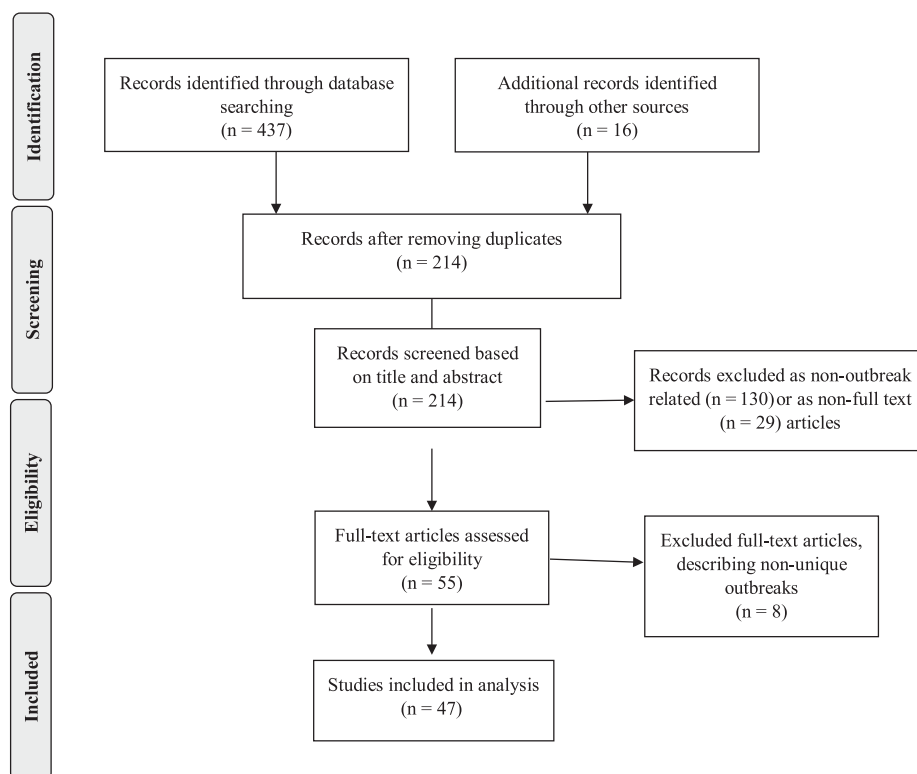 Identification
Records identified through database
searching
(n = 437)
Additional records identified
through other sources
(n = 16)
Screening
Records after removing duplicates
(n = 214)
Records screened based
on title and abstract
(n = 214)
Records excluded as non-outbreak
related (n = 130) or as non-full text
(n = 29) articles
Eligibility
Full-text articles assessed
for eligibility
(n = 55)
Excluded full-text articles,
describing non-unique
outbreaks
(n = 8)
Included
Studies included in analysis
(n = 47)